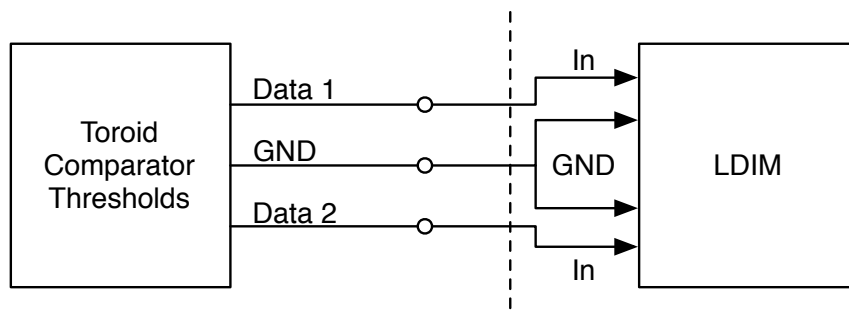 Toroid
Comparator
Thresholds
Data 1
GND
Data 2
In
GND
In
LDIM